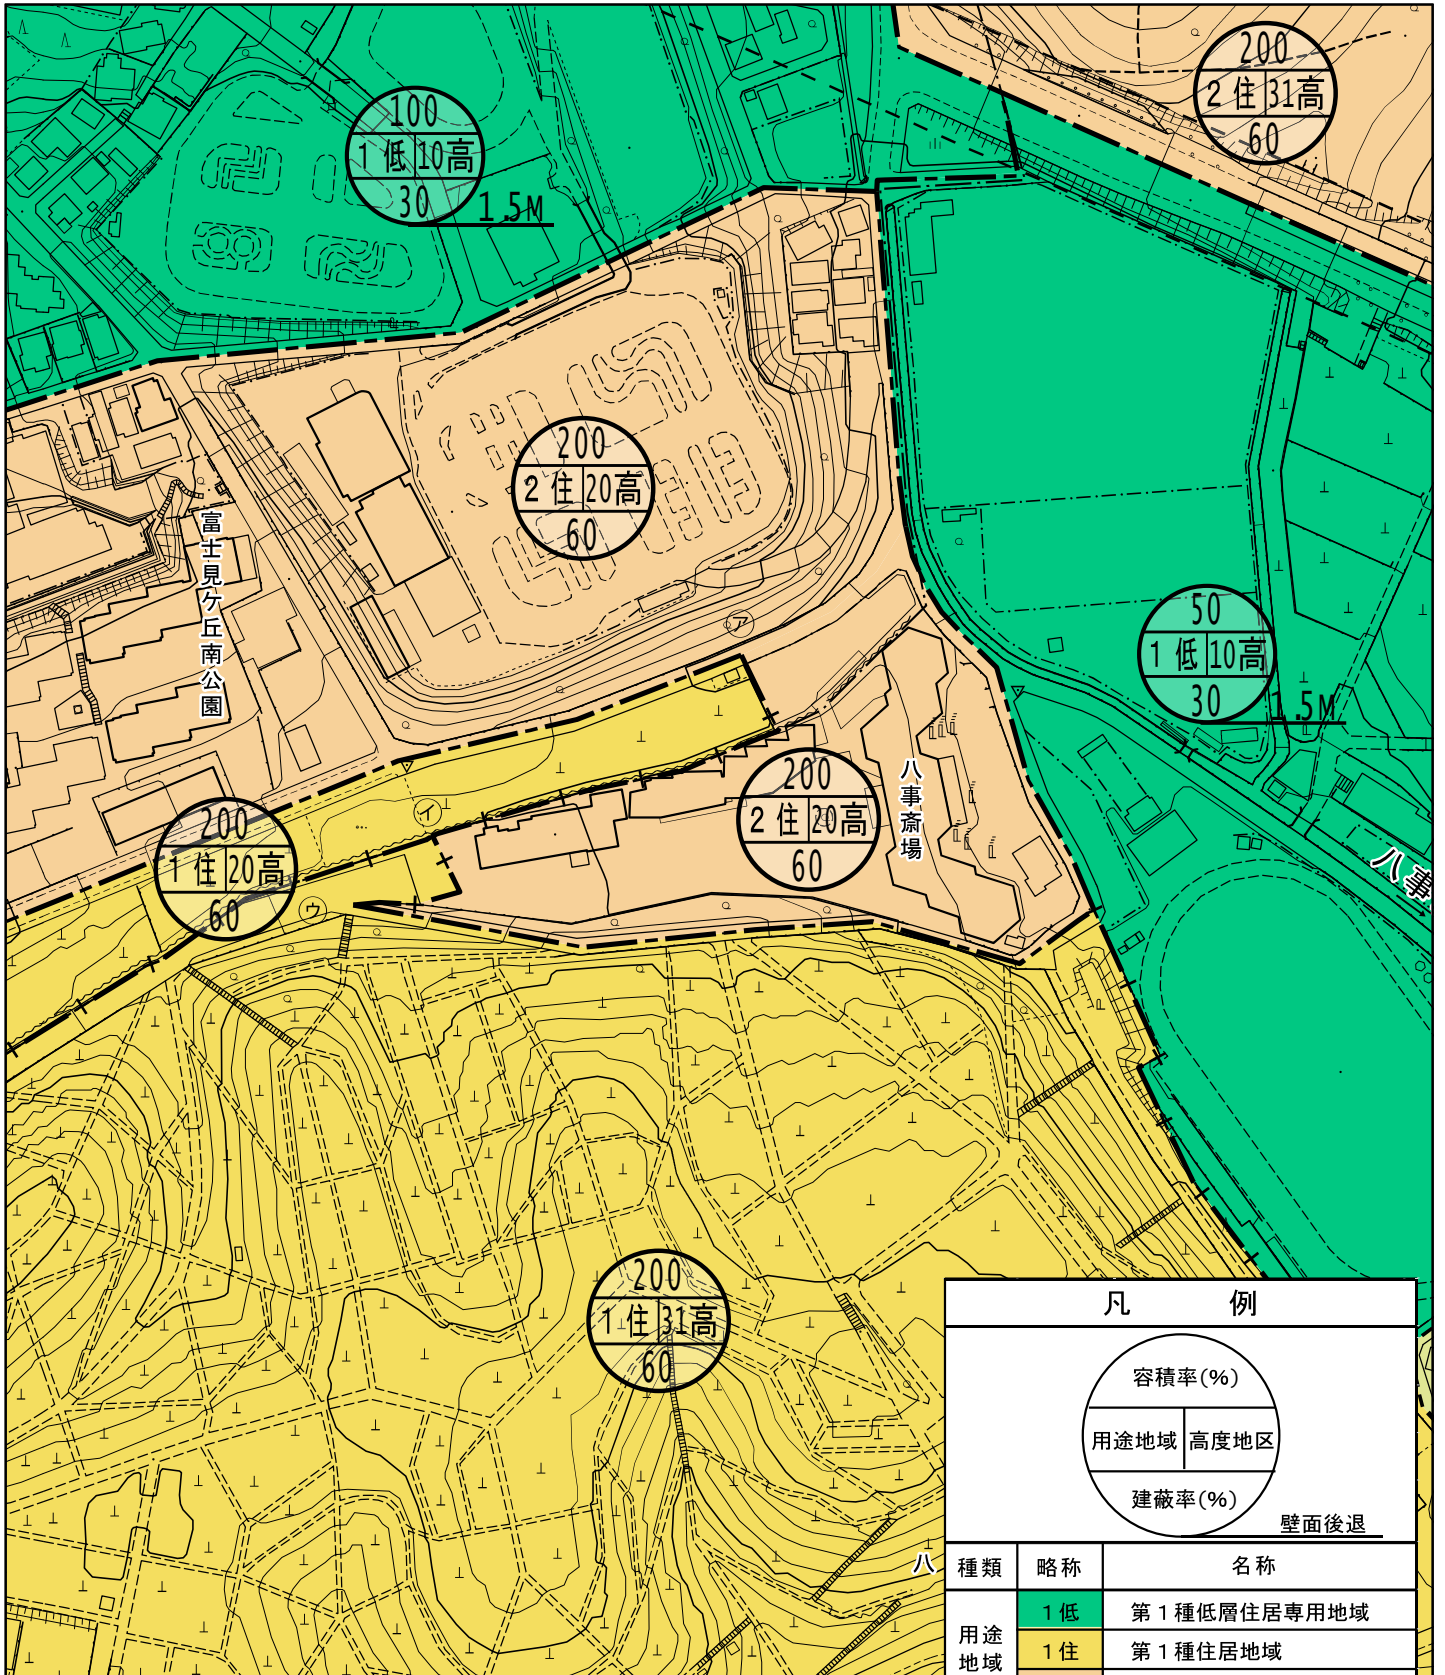 200
2住 31高
60
100
1低 10高
30
1.5M
200
2住 20高
60
富士見ケ丘南公園
ア
50
1低 10高
30
1.5M
200
2住 20高
60
八事斎場
イ
200
1住 20高
60
ウ
八事
200
1住 31高
60
八
凡例
容積率(%)
用途地域 高度地区
建蔽率(%)
壁面後退
種類 略称 名称
用途地域
1低 第1種低層住居専用地域
1住 第1種住居地域